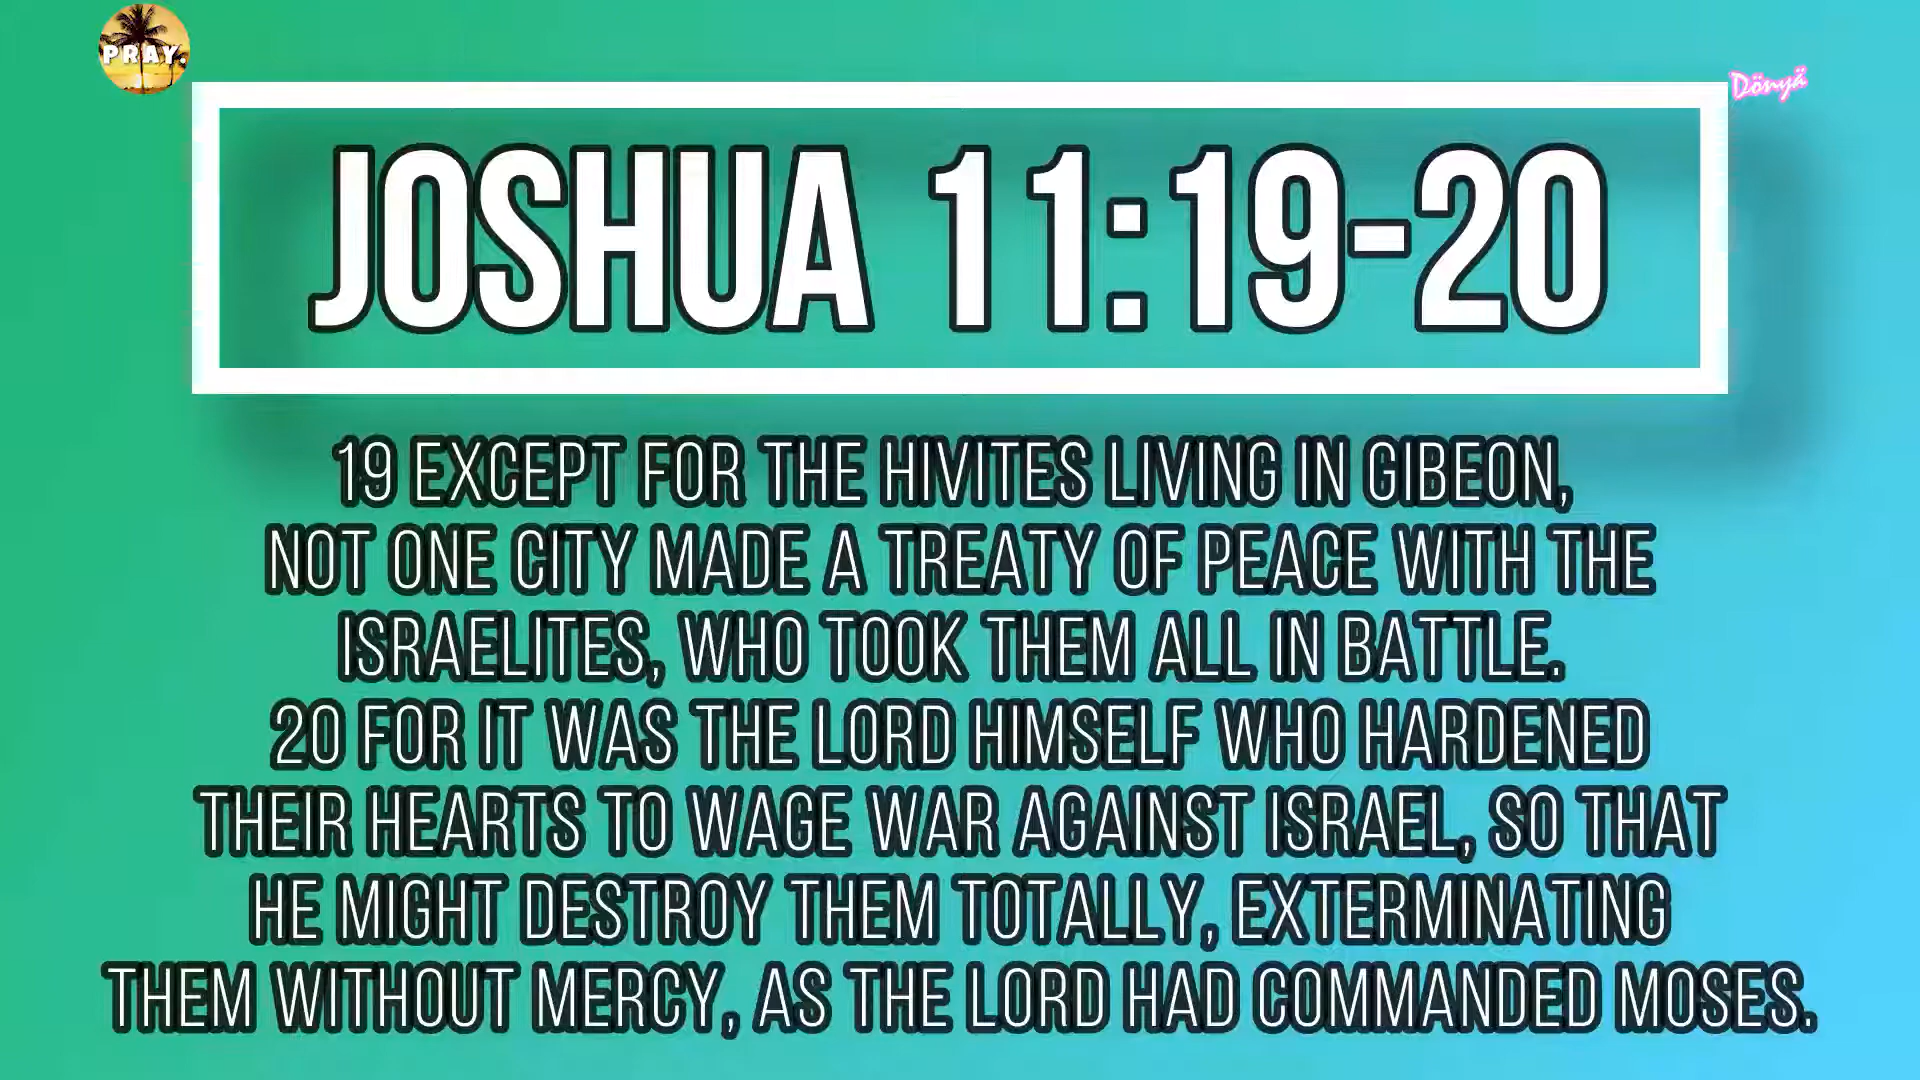 PRAY.
Dönyä
JOSHUA 11:19-20
19 EXCEPT FOR THE HIVITES LIVING IN GIBEON,
NOT ONE CITY MADE A TREATY OF PEACE WITH THE
ISRAELITES, WHO TOOK THEM ALL IN BATTLE.
20 FOR IT WAS THE LORD HIMSELF WHO HARDENED
THEIR HEARTS TO WAGE WAR AGAINST ISRAEL, SO THAT
HE MIGHT DESTROY THEM TOTALLY, EXTERMINATING
THEM WITHOUT MERCY, AS THE LORD HAD COMMANDED MOSES.